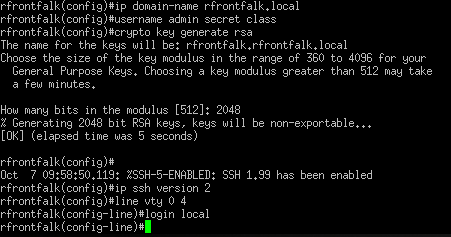 rfrontfalk(config)#ip domain-name rfrontfalk.local
rfrontfalk(config)#username admin secret class
rfrontfalk(config)#crypto key generate rsa
The name for the keys will be: rfrontfalk.rfrontfalk.local
Choose the size of the key modulus in the range of 360 to 4096 for your
General Purpose Keys. Choosing a key modulus greater than 512 may take
a few minutes.
How many bits in the modulus [512]: 2048
% Generating 2048 bit RSA keys, keys will be non-exportable...
[OK] (elapsed time was 5 seconds)
rfrontfalk(config)#
Oct  7 09:58:50.119: %SSH-5-ENABLED: SSH 1.99 has been enabled
rfrontfalk(config)#ip ssh version 2
rfrontfalk(config)#line vty 0 4
rfrontfalk(config-line)#login local
rfrontfalk(config-line)#